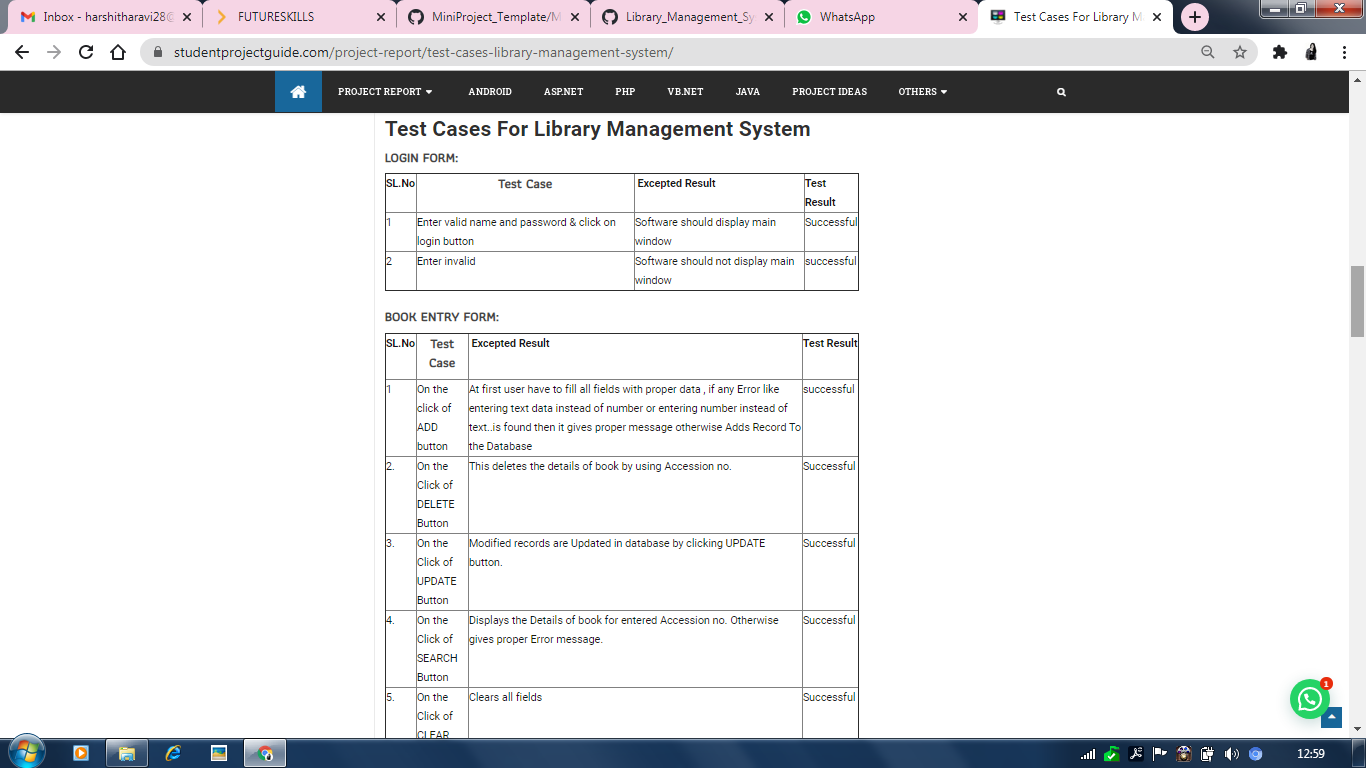 Inbox - harshitharavi28@
FUTURESKILLS
MiniProject_Template/M
Library_Management_Sy
WhatsApp
Test Cases For Library M
studentprojectguide.com/project-report/test-cases-library-management-system/
PROJECT REPORT
ANDROID
ASP.NET
PHP
VB.NET
JAVA
PROJECT IDEAS
OTHERS
Test Cases For Library Management System
LOGIN FORM:
SL.No
Test Case
Excepted Result
Test
Result
1
Enter valid name and password & click on
login button
Software should display main
window
Successful
2
Enter invalid
Software should not display main
window
successful
BOOK ENTRY FORM:
SL.No
Test
Case
Excepted Result
Test Result
1
On the
click of
ADD
button
At first user have to fill all fields with proper data , if any Error like
entering text data instead of number or entering number instead of
text..is found then it gives proper message otherwise Adds Record To
the Database
successful
2.
On the
Click of
DELETE
Button
This deletes the details of book by using Accession no.
Successful
3.
On the
Click of
UPDATE
Button
Modified records are Updated in database by clicking UPDATE
button.
Successful
4.
On the
Click of
SEARCH
Button
Displays the Details of book for entered Accession no. Otherwise
gives proper Error message.
Successful
5.
On the
Click of
CLEAR
Clears all fields
Successful
1
12:59